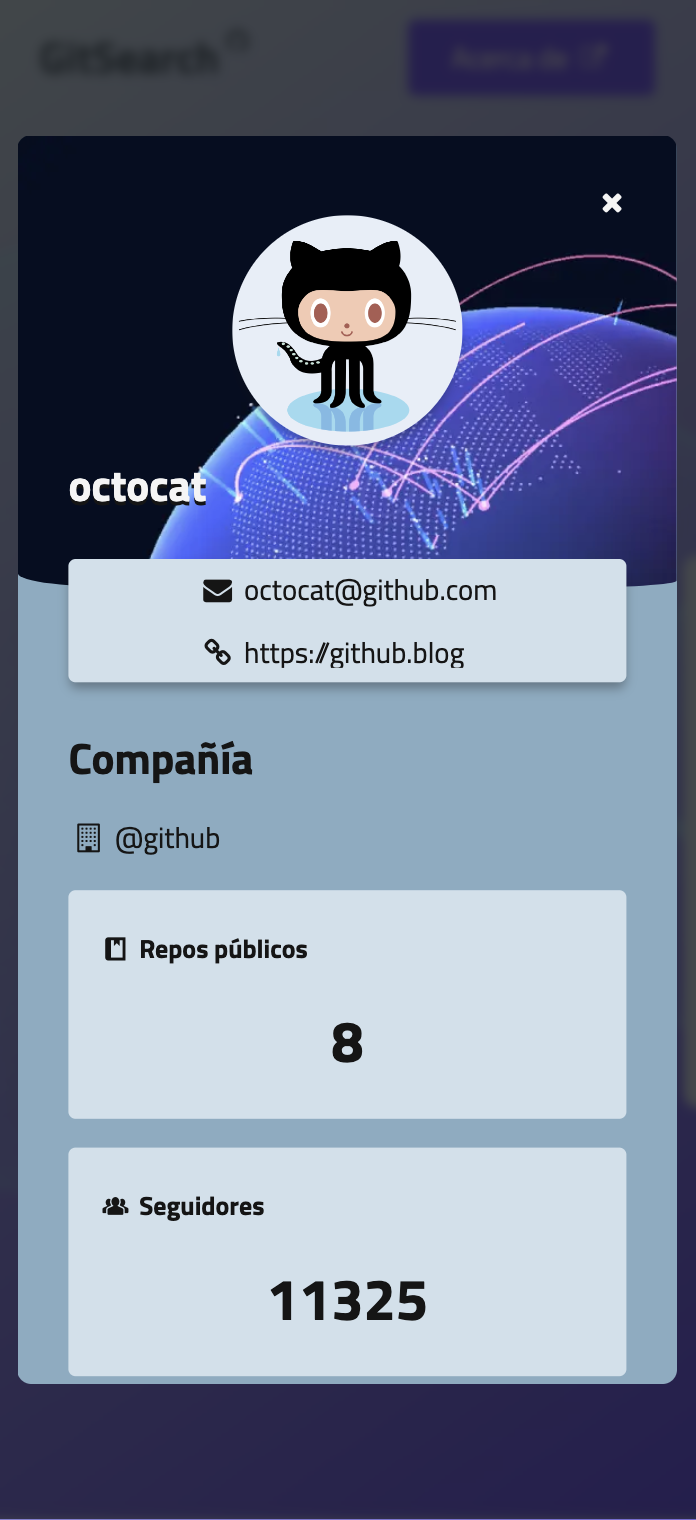 GitSearch
Acerca de
octocat
octocat@github.com
https://github.blog
Compañía
@github
Repos públicos
8
Seguidores
11325